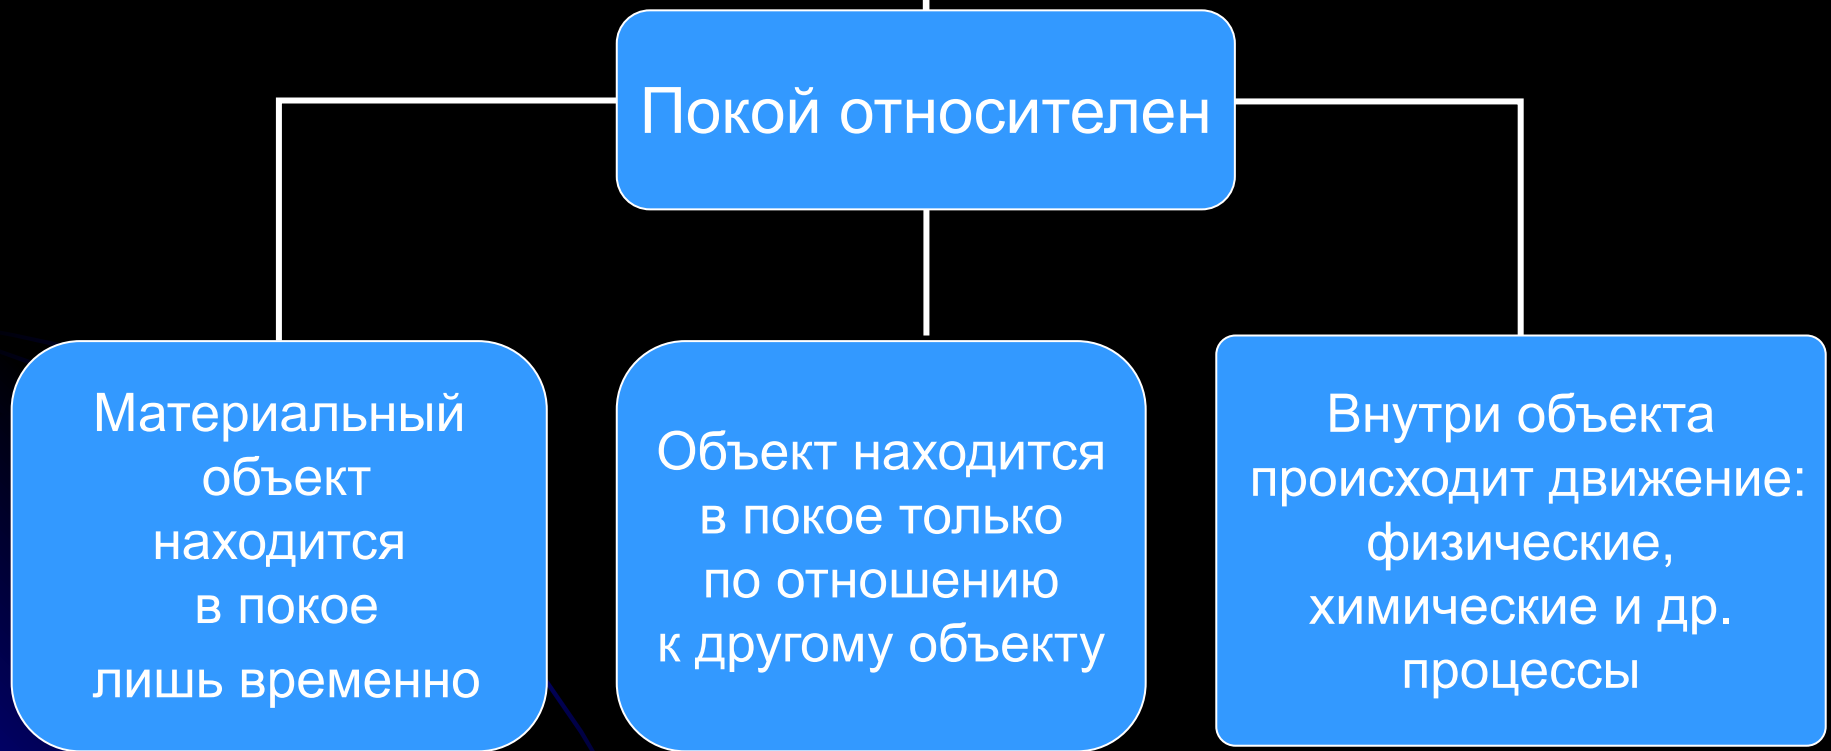 Покой относителен
Материальный
объект
находится
в покое
лишь временно
Объект находится
в покое только
по отношению
к другому объекту
Внутри объекта
происходит движение:
физические,
химические и др.
процессы